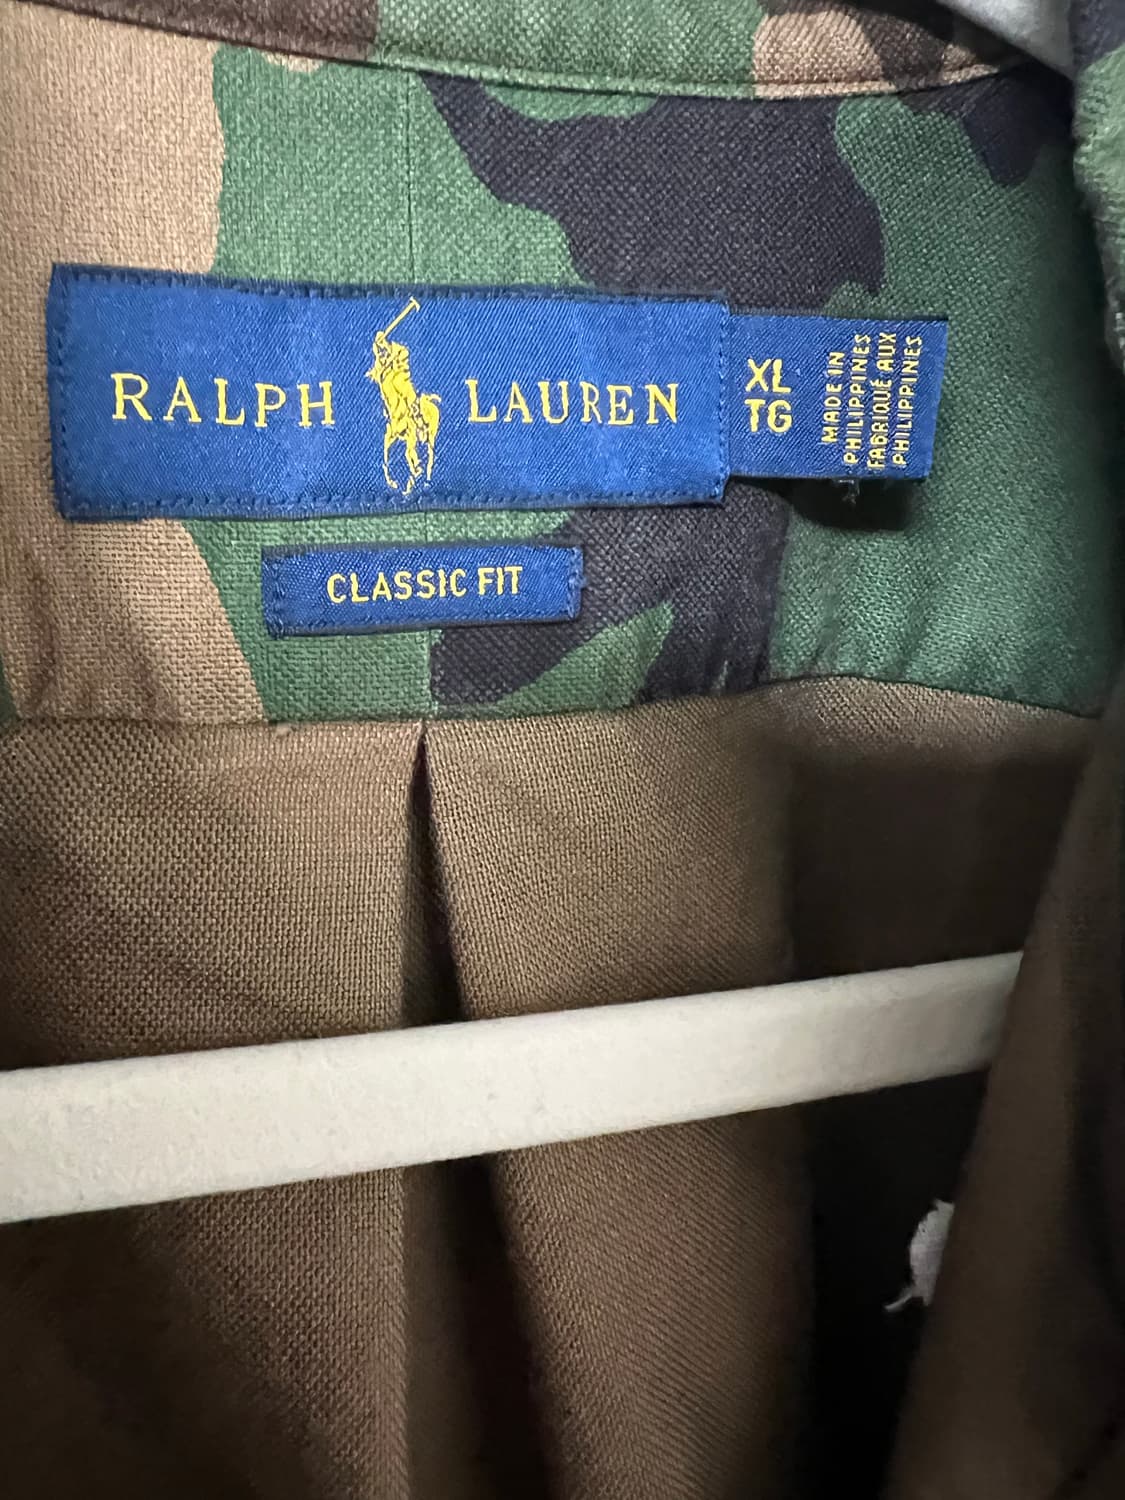 RALPH LAUREN
XL
TG
MADE IN
PHILIPPINES
FABRIQUÉ AUX
PHILIPPINES
CLASSIC FIT